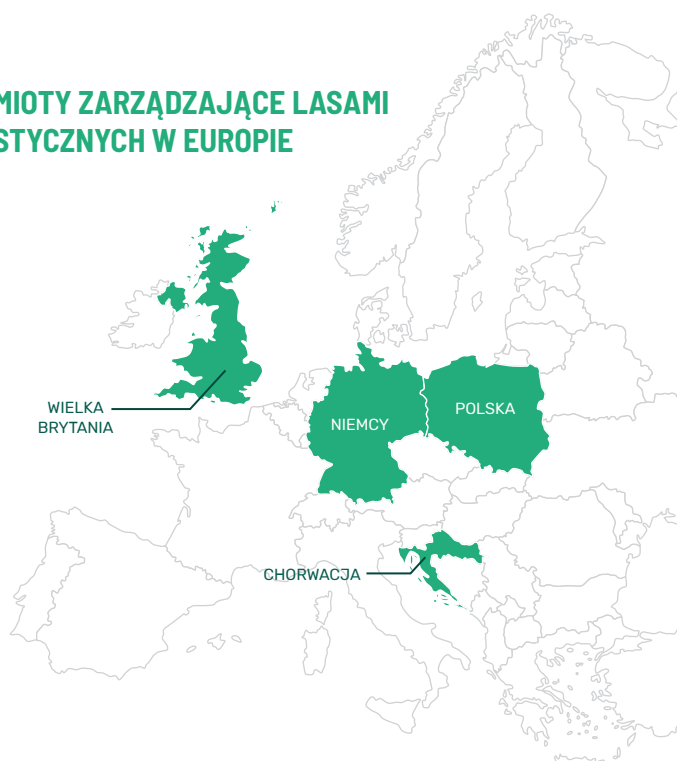 MIOTY ZARZĄDZAJĄCE LASAMI
STYCZNYCH W EUROPIE
WIELKA
BRYTANIA
NIEMCY
POLSKA
CHORWACJA